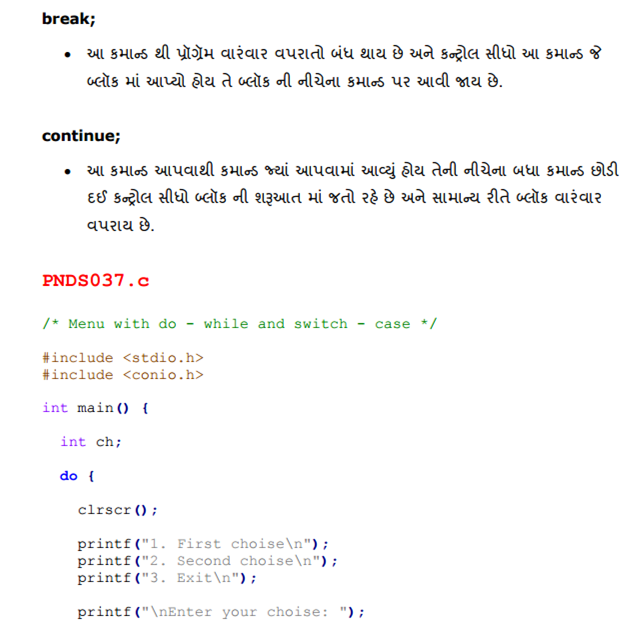 break;
• આ કમાન્ડ થી પ્રૉગ્રૅમ વારંવાર વપરાતો બંધ થાય છે અને કન્ટ્રોલ સીધો આ કમાન્ડ જે
બ્લૉક માં આપ્યો હોય તે બ્લૉક ની નીચેના કમાન્ડ પર આવી જાય છે.
continue;
• આ કમાન્ડ આપવાથી કમાન્ડ જ્યાં આપવામાં આવ્યું હોય તેની નીચેના બધા કમાન્ડ છોડી
દઈ કન્ટ્રોલ સીધો બ્લૉક ની શરૂઆત માં જતો રહે છે અને સામાન્ય રીતે બ્લૉક વારંવાર
વપરાય છે.
PNDS037.c
/* Menu with do - while and switch - case */
#include <stdio.h>
#include <conio.h>
int main() {
int ch;
do {
clrscr();
printf("1. First choise\n");
printf("2. Second choise\n");
printf("3. Exit\n");
printf("\nEnter your choise: ");